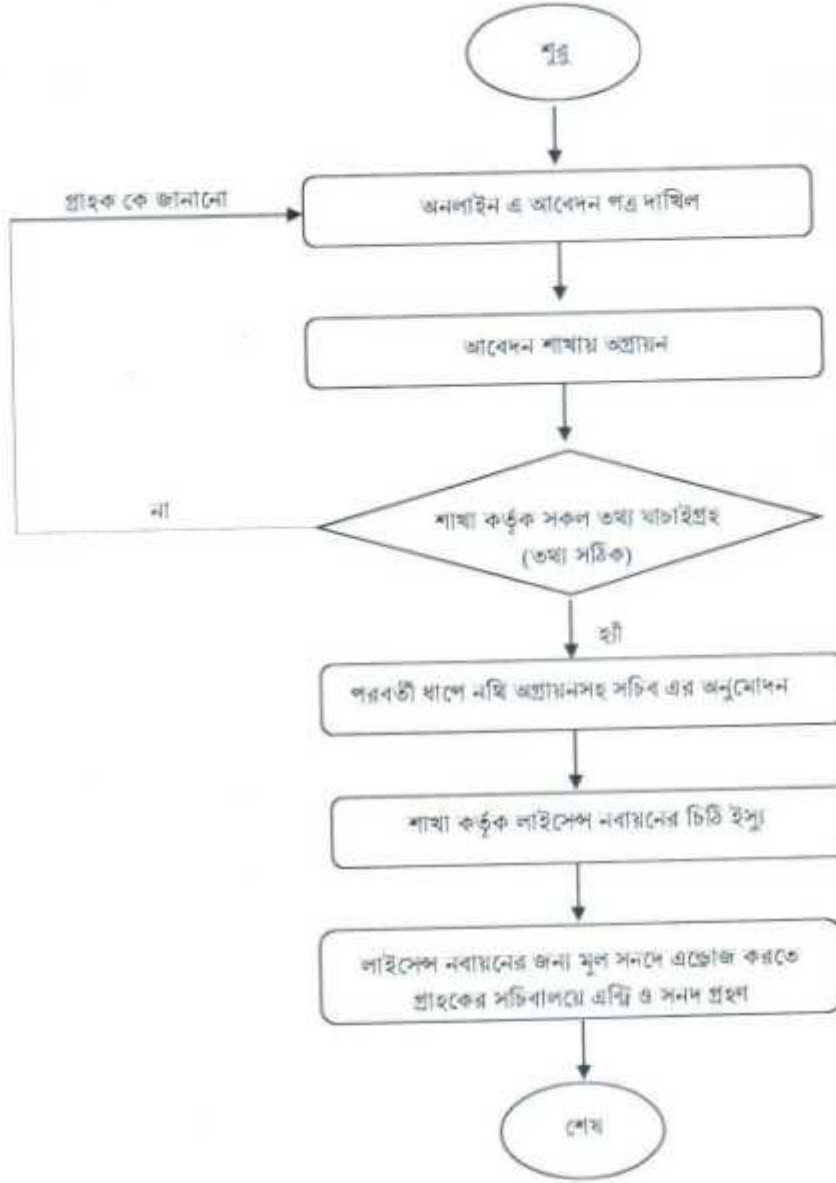 শুরু
গ্রাহক কে জানানো
অনলাইন এ আবেদন পত্র দাখিল
আবেদন শাখায় অগ্রায়ন
না
শাখা কর্তৃক সকল তথ্য যাচাইগ্রহ
(তথ্য সঠিক)
হ্যাঁ
পরবর্তী ধাপে নথি অগ্রায়নসহ সচিব এর অনুমোদন
শাখা কর্তৃক লাইসেন্স নবায়নের চিঠি ইস্যু
লাইসেন্স নবায়নের জন্য মূল সনদে এন্ড্রোজ করতে
গ্রাহকের সচিবালয়ে এন্ট্রি ও সনদ গ্রহণ
শেষ